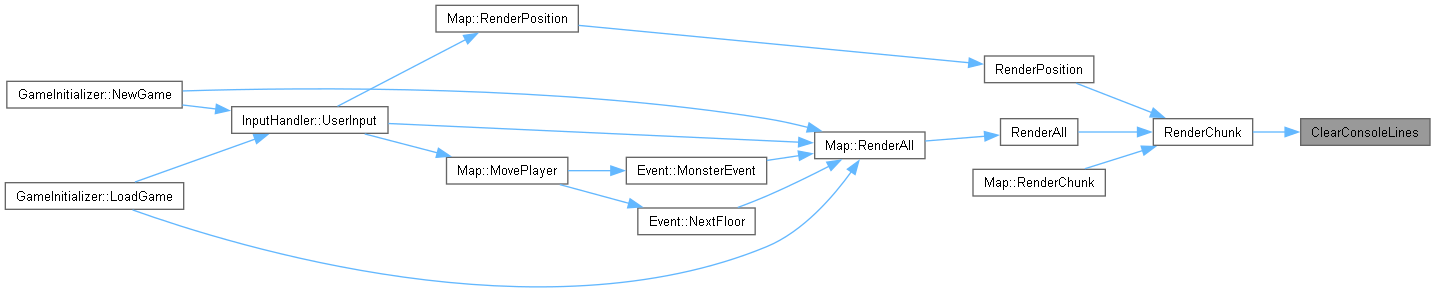 Map::RenderPosition
RenderPosition
GameInitializer::NewGame
InputHandler::UserInput
RenderAll
RenderChunk
ClearConsoleLines
Map::RenderAll
Map::MovePlayer
Event::MonsterEvent
Map::RenderChunk
GameInitializer::LoadGame
Event::NextFloor